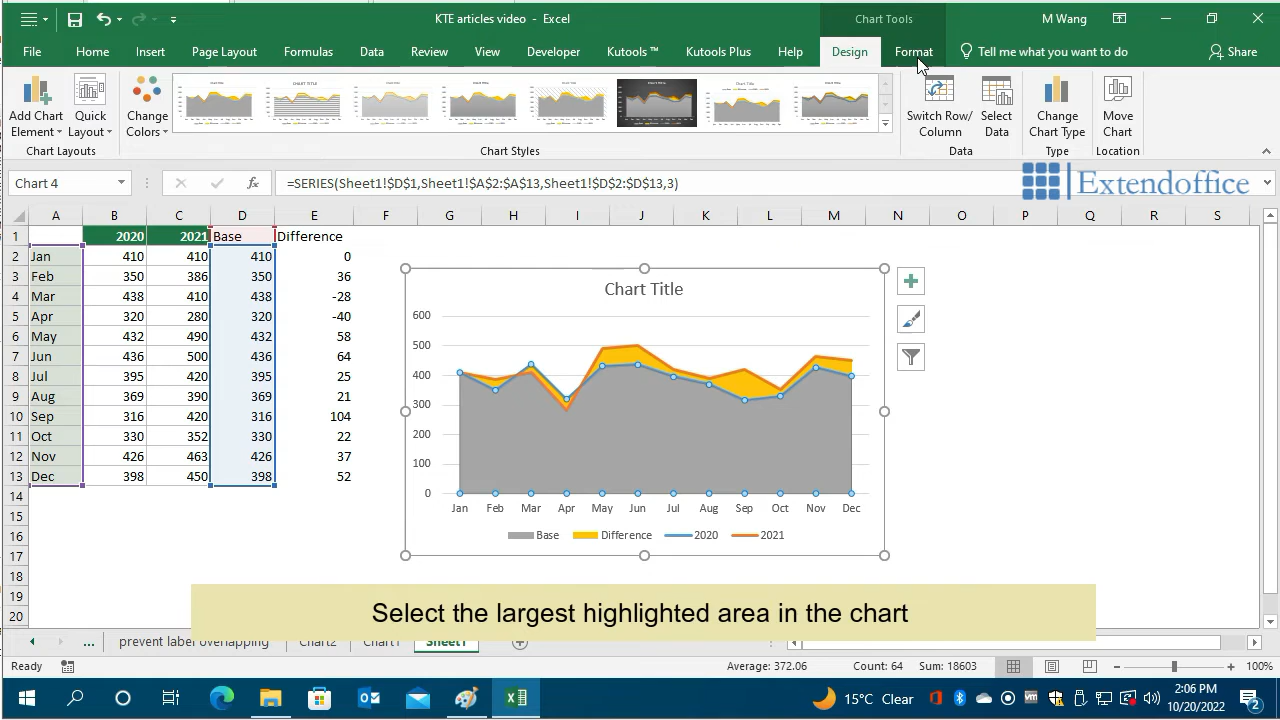 KTE articles video - Excel
Chart Tools
M Wang
File Home Insert Page Layout Formulas Data Review View Developer Kutools ™ Kutools Plus Help Design Format Tell me what you want to do Share
Add Chart Element
Quick Layout
Change Colors
Switch Row/ Column
Select Data
Change Chart Type
Move Chart
Chart Layouts Chart Styles Data Type Location
Chart 4
fx
=SERIES(Sheet1!$D$1,Sheet1!$A$2:$A$13,Sheet1!$D$2:$D$13,3)
Extendoffice
A B C D E F G H I J K L M N O P Q R S
1 2020 2021 Base Difference
2 Jan 410 410 410 0
3 Feb 350 386 350 36
4 Mar 438 410 438 -28
5 Apr 320 280 320 -40
6 May 432 490 432 58
7 Jun 436 500 436 64
8 Jul 395 420 395 25
9 Aug 369 390 369 21
10 Sep 316 420 316 104
11 Oct 330 352 330 22
12 Nov 426 463 426 37
13 Dec 398 450 398 52
14
15
16
17
18
19
20
Chart Title
600
500
400
300
200
100
0
Jan Feb Mar Apr May Jun Jul Aug Sep Oct Nov Dec
Base Difference 2020 2021
Select the largest highlighted area in the chart
... prevent label overlapping Chart2 Chart1 Sheet1
Ready Average: 372.06 Count: 64 Sum: 18603 100%
15°C Clear
2:06 PM
10/20/2022
2